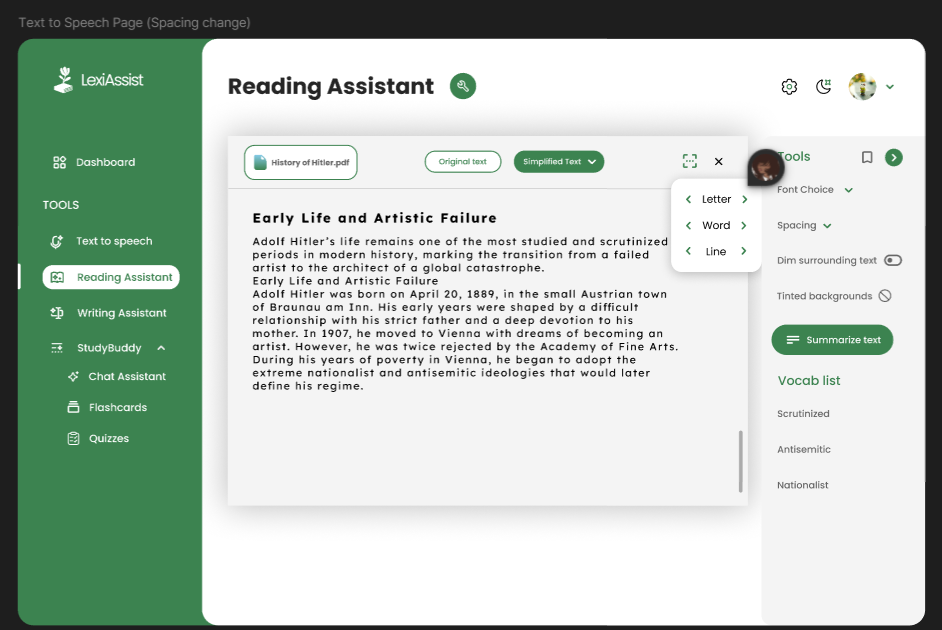 Text to Speech Page (Spacing change)
LexiAssist
Dashboard
TOOLS
Text to speech
Reading Assistant
Writing Assistant
StudyBuddy
Chat Assistant
Flashcards
Quizzes
Reading Assistant
History of Hitler.pdf
Original text
Simplified Text
Early Life and Artistic Failure
Adolf Hitler's life remains one of the most studied and scrutinized
periods in modern history, marking the transition from a failed
artist to the architect of a global catastrophe.
Early Life and Artistic Failure
Adolf Hitler was born on April 20, 1889, in the small Austrian town
of Braunau am Inn. His early years were shaped by a difficult
relationship with his strict father and a deep devotion to his
mother. In 1907, he moved to Vienna with dreams of becoming an
artist. However, he was twice rejected by the Academy of Fine Arts.
During his years of poverty in Vienna, he began to adopt the
extreme nationalist and antisemitic ideologies that would later
define his regime.
Letter
Word
Line
Tools
Font Choice
Spacing
Dim surrounding text
Tinted backgrounds
Summarize text
Vocab list
Scrutinized
Antisemitic
Nationalist